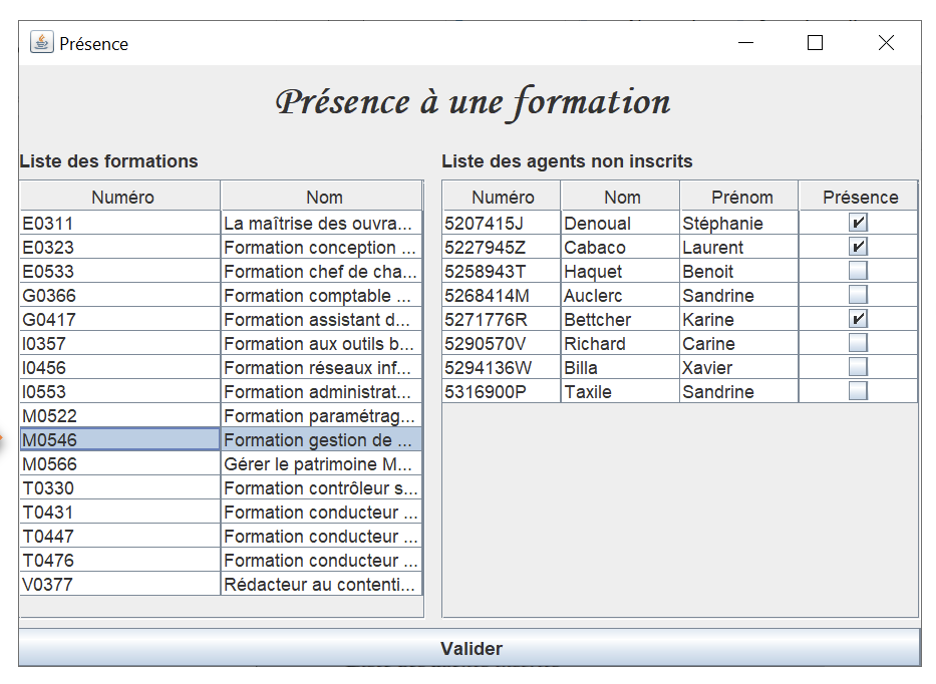 Présence
Présence à une formation
Liste des formations
Numéro Nom
E0311 La maîtrise des ouvra...
E0323 Formation conception ...
E0533 Formation chef de cha...
G0366 Formation comptable ...
G0417 Formation assistant d...
I0357 Formation aux outils b...
I0456 Formation réseaux inf...
I0553 Formation administrat...
M0522 Formation paramétrag...
M0546 Formation gestion de ...
M0566 Gérer le patrimoine M...
T0330 Formation contrôleur s...
T0431 Formation conducteur ...
T0447 Formation conducteur ...
T0476 Formation conducteur ...
V0377 Rédacteur au contenti...
Liste des agents non inscrits
Numéro Nom Prénom Présence
5207415J Denoual Stéphanie
5227945Z Cabaco Laurent
5258943T Haquet Benoit
5268414M Auclerc Sandrine
5271776R Bettcher Karine
5290570V Richard Carine
5294136W Billa Xavier
5316900P Taxile Sandrine
Valider